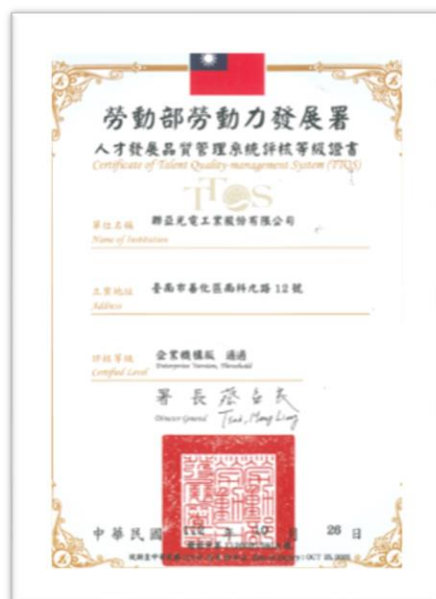 勞動部勞動力發展署
人才發展品質管理系統評核等級證書
Certificate of Talent Quality-management System (TTQS)
TTQS
單位名稱 聯亞光電工業股份有限公司
Name of Institution
立案地址 臺南市善化區南科九路12號
Address
評核等級 企業機構版 通過
Certified Level Enterprise Version, Threshold
署長
Director General
中華民國 年 10 月 26 日